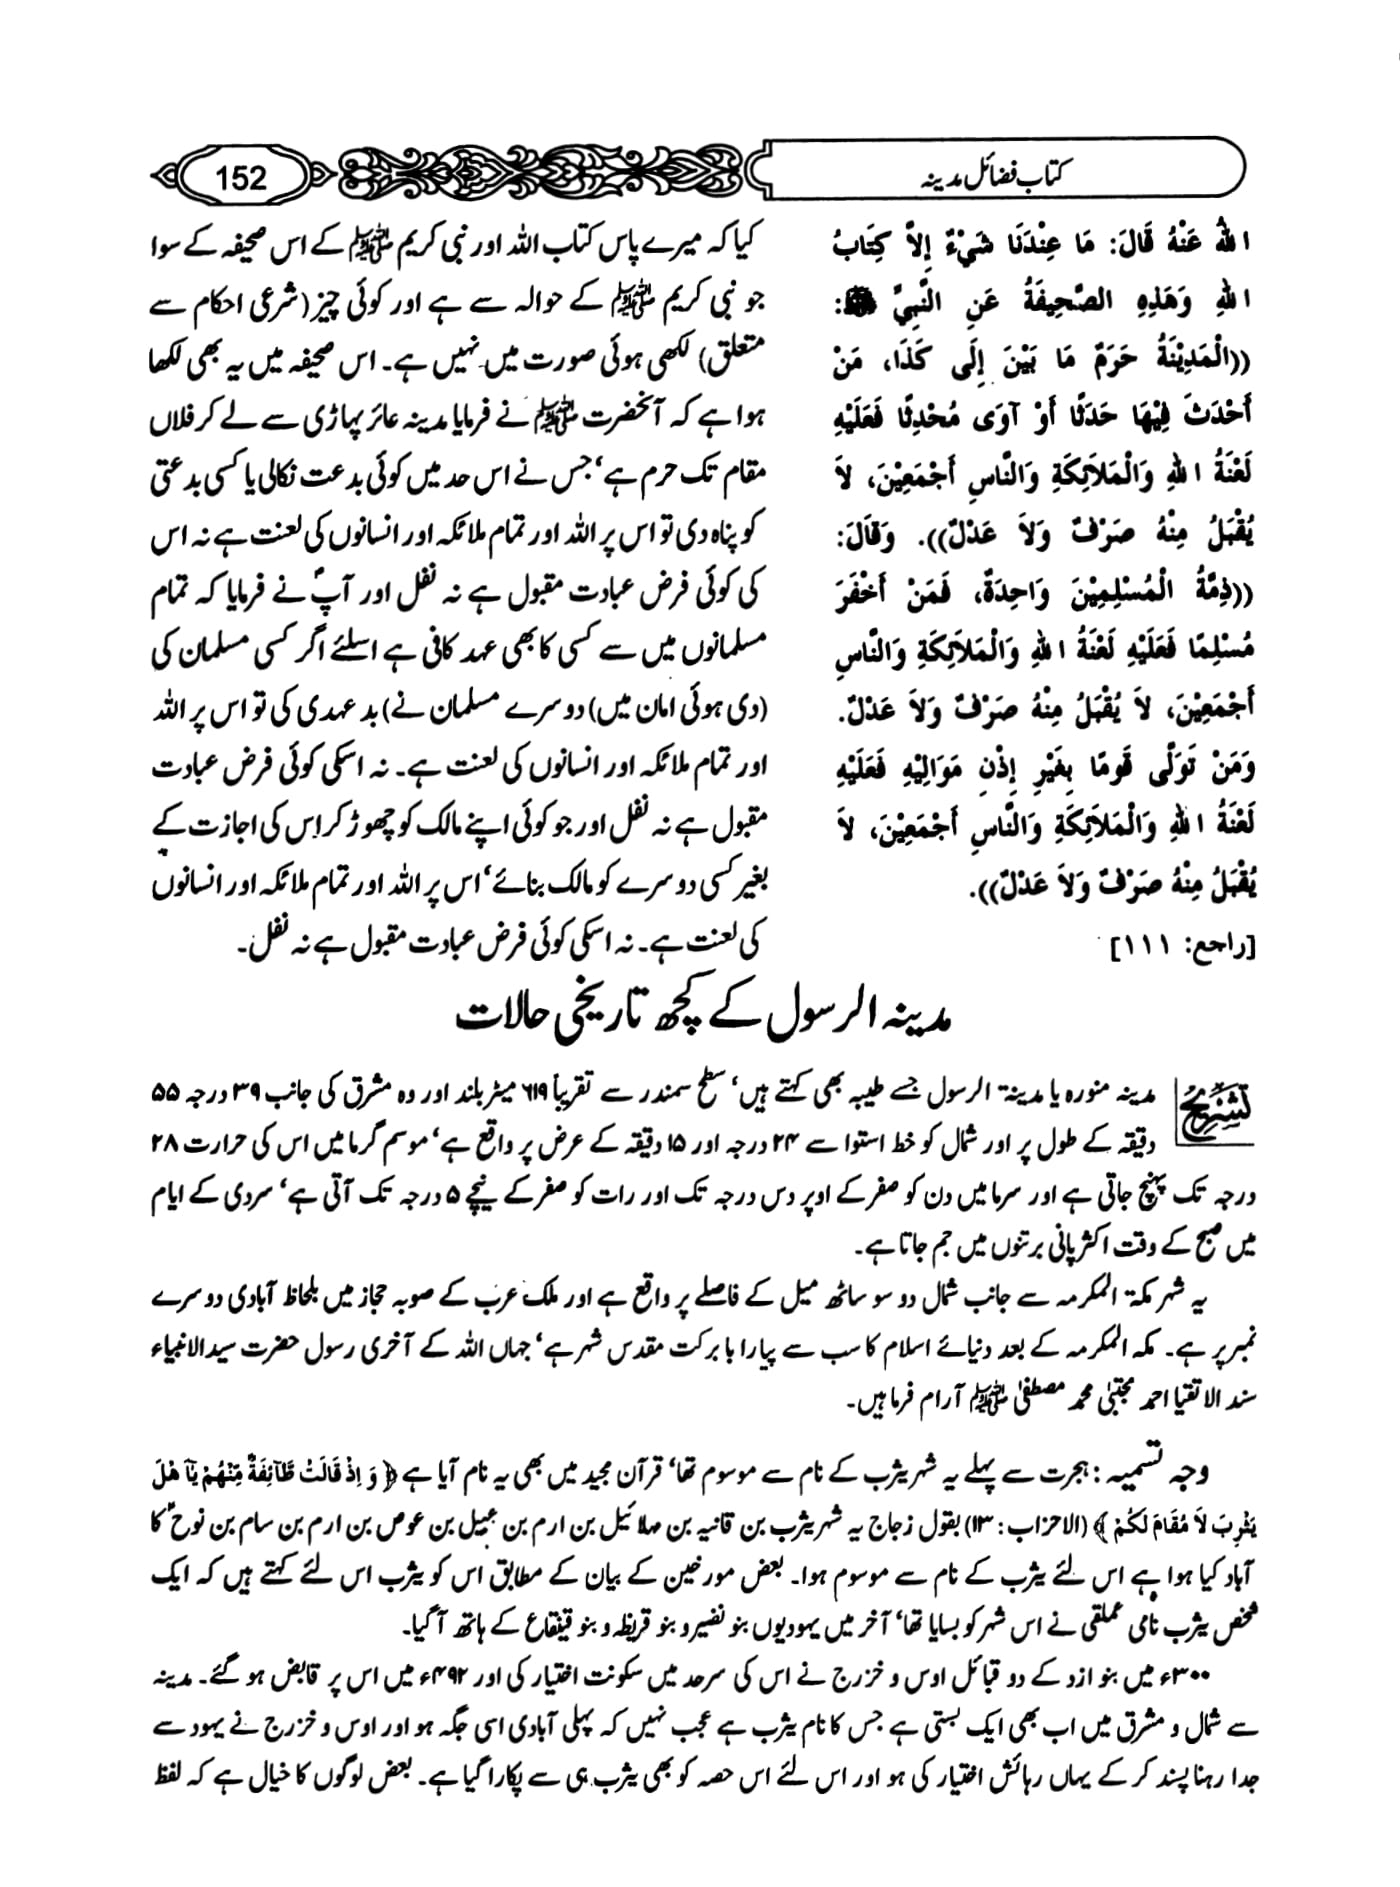 کتاب فضائل مدینہ
152
اللهُ عَنْهُ قَالَ: مَا عِنْدَنَا شَيْءٌ إِلاَّ كِتَابُ
اللهِ وَهَذِهِ الصَّحِيفَةُ عَنِ النَّبِيِّ ﷺ:
((الْمَدِيْنَةُ حَرَمٌ مَا بَيْنَ إِلَى كَذَا، مَنْ
أَحْدَثَ فِيْهَا حَدَثًا أَوْ آوَى مُحْدِثًا فَعَلَيْهِ
لَعْنَةُ اللهِ وَالْمَلاَئِكَةِ وَالنَّاسِ أَجْمَعِيْنَ، لاَ
يُقْبَلُ مِنْهُ صَرْفٌ وَلاَ عَدْلٌ)). وَقَالَ:
((ذِمَّةُ الْمُسْلِمِيْنَ وَاحِدَةٌ، فَمَنْ أَخْفَرَ
مُسْلِمًا فَعَلَيْهِ لَعْنَةُ اللهِ وَالْمَلاَئِكَةِ وَالنَّاسِ
أَجْمَعِيْنَ، لاَ يُقْبَلُ مِنْهُ صَرْفٌ وَلاَ عَدْلٌ.
وَمَنْ تَوَلَّى قَومًا بِغَيْرِ إِذْنِ مَوَالِيْهِ فَعَلَيْهِ
لَعْنَةُ اللهِ وَالْمَلاَئِكَةِ وَالنَّاسِ أَجْمَعِيْنَ، لاَ
يُقْبَلُ مِنْهُ صَرْفٌ وَلاَ عَدْلٌ)).
[راجع: ١١١]
کیا کہ میرے پاس کتاب اللہ اور نبی کریم ﷺ کے اس صحیفہ کے سوا
جو نبی کریم ﷺ کے حوالہ سے ہے اور کوئی چیز (شرعی احکام سے
متعلق) لکھی ہوئی صورت میں نہیں ہے۔ اس صحیفہ میں یہ بھی لکھا
ہوا ہے کہ آنحضرت ﷺ نے فرمایا مدینہ عائر پہاڑی سے لے کر فلاں
مقام تک حرم ہے‘ جس نے اس حد میں کوئی بدعت نکالی یا کسی بدعتی
کو پناہ دی تو اس پر اللہ اور تمام ملائکہ اور انسانوں کی لعنت ہے نہ اس
کی کوئی فرض عبادت مقبول ہے نہ نفل اور آپؐ نے فرمایا کہ تمام
مسلمانوں میں سے کسی کا بھی عہد کافی ہے اسلئے اگر کسی مسلمان کی
(دی ہوئی امان میں) دوسرے مسلمان نے) بد عہدی کی تو اس پر اللہ
اور تمام ملائکہ اور انسانوں کی لعنت ہے۔ نہ اسکی کوئی فرض عبادت
مقبول ہے نہ نفل اور جو کوئی اپنے مالک کو چھوڑ کر اس کی اجازت کے
بغیر کسی دوسرے کو مالک بنائے‘ اس پر اللہ اور تمام ملائکہ اور انسانوں
کی لعنت ہے۔ نہ اسکی کوئی فرض عبادت مقبول ہے نہ نفل۔
مدینہ الرسول کے کچھ تاریخی حالات
تشریح
مدینہ منورہ یا مدینۃ الرسول جسے طیبہ بھی کہتے ہیں‘ سطح سمندر سے تقریباً ۶۱۹ میٹر بلند اور وہ مشرق کی جانب ۳۹ درجہ ۵۵
دقیقہ کے طول پر اور شمال کو خط استوا سے ۲۴ درجہ اور ۱۵ دقیقہ کے عرض پر واقع ہے‘ موسم گرما میں اس کی حرارت ۲۸
درجہ تک پہنچ جاتی ہے اور سرما میں دن کو صفر کے اوپر دس درجہ تک اور رات کو صفر کے نیچے ۵ درجہ تک آتی ہے‘ سردی کے ایام
میں صبح کے وقت اکثر پانی برتنوں میں جم جاتا ہے۔
یہ شہر مکۃ المکرمہ سے جانب شمال دو سو ساٹھ میل کے فاصلے پر واقع ہے اور ملک عرب کے صوبہ حجاز میں بلحاظ آبادی دوسرے
نمبر پر ہے۔ مکہ المکرمہ کے بعد دنیائے اسلام کا سب سے پیارا بابرکت مقدس شہر ہے‘ جہاں اللہ کے آخری رسول حضرت سیدالانبیاء
سند الاتقیا احمد مجتبیٰ محمد مصطفیٰ ﷺ آرام فرما ہیں۔
وجہ تسمیہ : ہجرت سے پہلے یہ شہر یثرب کے نام سے موسوم تھا‘ قرآن مجید میں بھی یہ نام آیا ہے ﴿ وَ اِذْ قَالَتْ طَّآئِفَةٌ مِّنْهُمْ يٰآ هْلَ
يَثْرِبَ لاَ مُقَامَ لَكُمْ ﴾ (الاحزاب : ۱۳) بقول زجاج یہ شہر یثرب بن قانیہ بن مہلائیل بن ارم بن عبیل بن عوص بن ارم بن سام بن نوحؑ کا
آباد کیا ہوا ہے اس لئے یثرب کے نام سے موسوم ہوا۔ بعض مورخین کے بیان کے مطابق اس کو یثرب اس لئے کہتے ہیں کہ ایک
شخص یثرب نامی عملقی نے اس شہر کو بسایا تھا‘ آخر میں یہودیوں بنو نضیر و بنو قریظہ و بنو قینقاع کے ہاتھ آگیا۔
۳۰۰ء میں بنو ازد کے دو قبائل اوس و خزرج نے اس کی سرحد میں سکونت اختیار کی اور ۴۹۲ء میں اس پر قابض ہو گئے۔ مدینہ
سے شمال و مشرق میں اب بھی ایک بستی ہے جس کا نام یثرب ہے عجب نہیں کہ پہلی آبادی اسی جگہ ہو اور اوس و خزرج نے یہود سے
جدا رہنا پسند کر کے یہاں رہائش اختیار کی ہو اور اس لئے اس حصہ کو بھی یثرب ہی سے پکارا گیا ہے۔ بعض لوگوں کا خیال ہے کہ لفظ